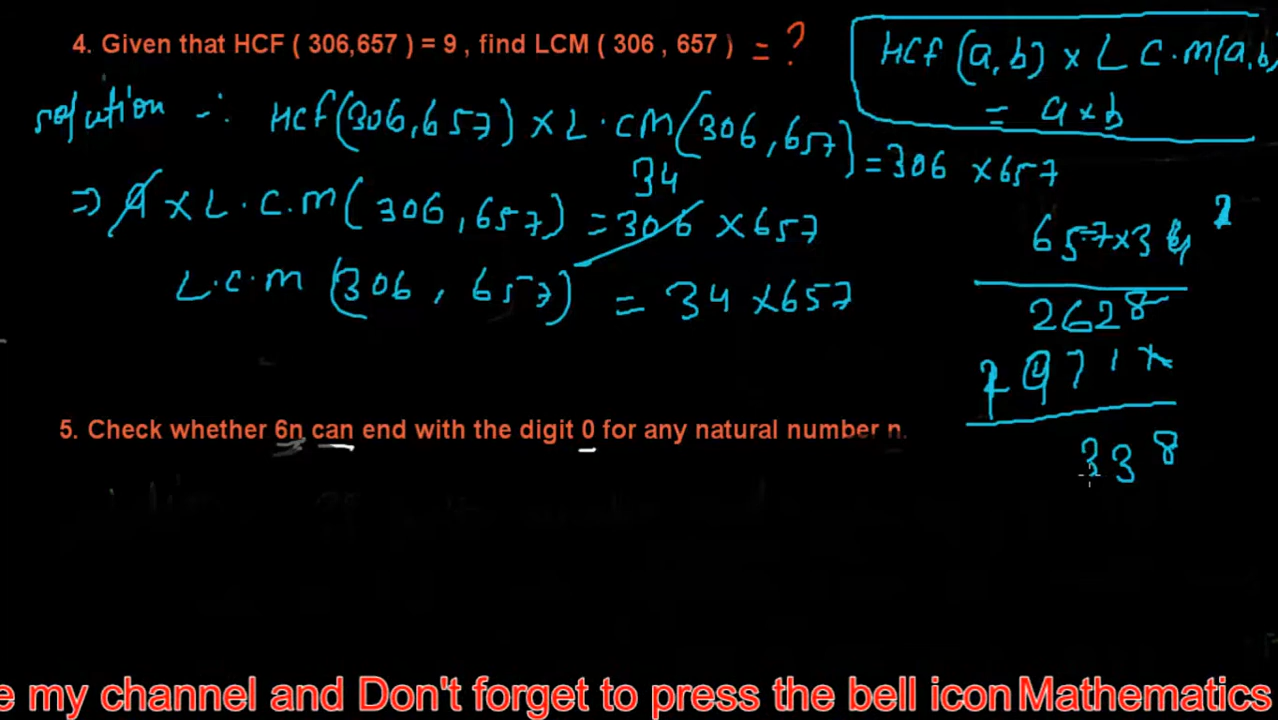 4. Given that HCF ( 306,657 ) = 9 , find LCM ( 306 , 657 ) = ?
HCf (a, b) × L C.M(a,b)
= a×b
solution -: Hcf(306,657) × L.CM(306,657) = 306 ×657
34
⇒ 9 × L.C.M(306,657) = 306 ×657
L.C.M (306, 657) = 34 ×657
657×34
2628
1971×
338
5. Check whether 6n can end with the digit 0 for any natural number n.
e my channel and Don't forget to press the bell icon Mathematics